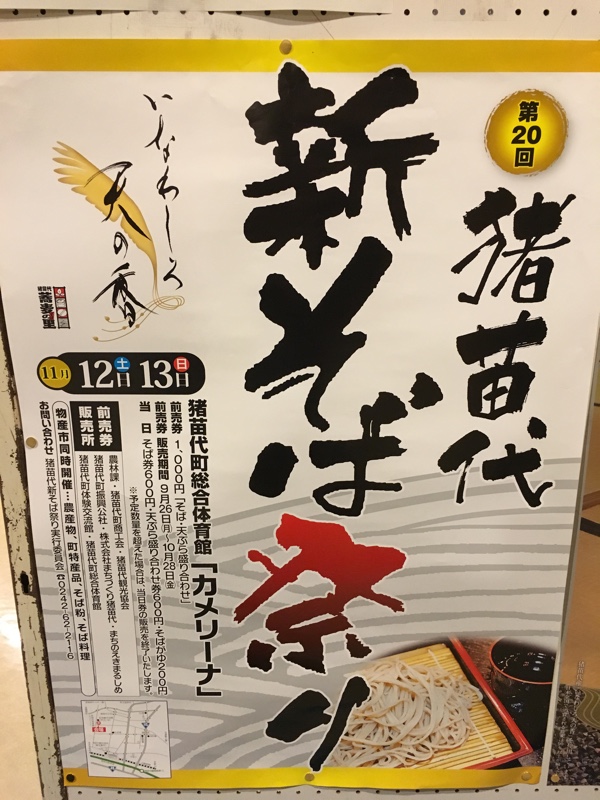 第20回
猪苗代
新そば祭り
いなわしろ
天の香
猪苗代
蕎麦の里
11月 12日土 13日日
猪苗代町総合体育館「カメリーナ」
前売券 1,000円「そば・天ぷら盛り合わせ」
前売券 販売期間 9月26日(月)〜10月28日(金)
当日 そば券600円・天ぷら盛り合わせ券600円・そばがゆ200円
※予定数量を超えた場合は、当日券の販売を終了いたします。
前売券販売所
農林課・猪苗代町商工会・猪苗代観光協会
猪苗代町振興公社・株式会社まちづくり猪苗代・まちのえきまるしめ
猪苗代町体験交流館・猪苗代町総合体育館
物産市同時開催…農産物、町特産品、そば粉、そば料理
お問い合わせ 猪苗代新そば祭り実行委員会 ☎0242-62-2116